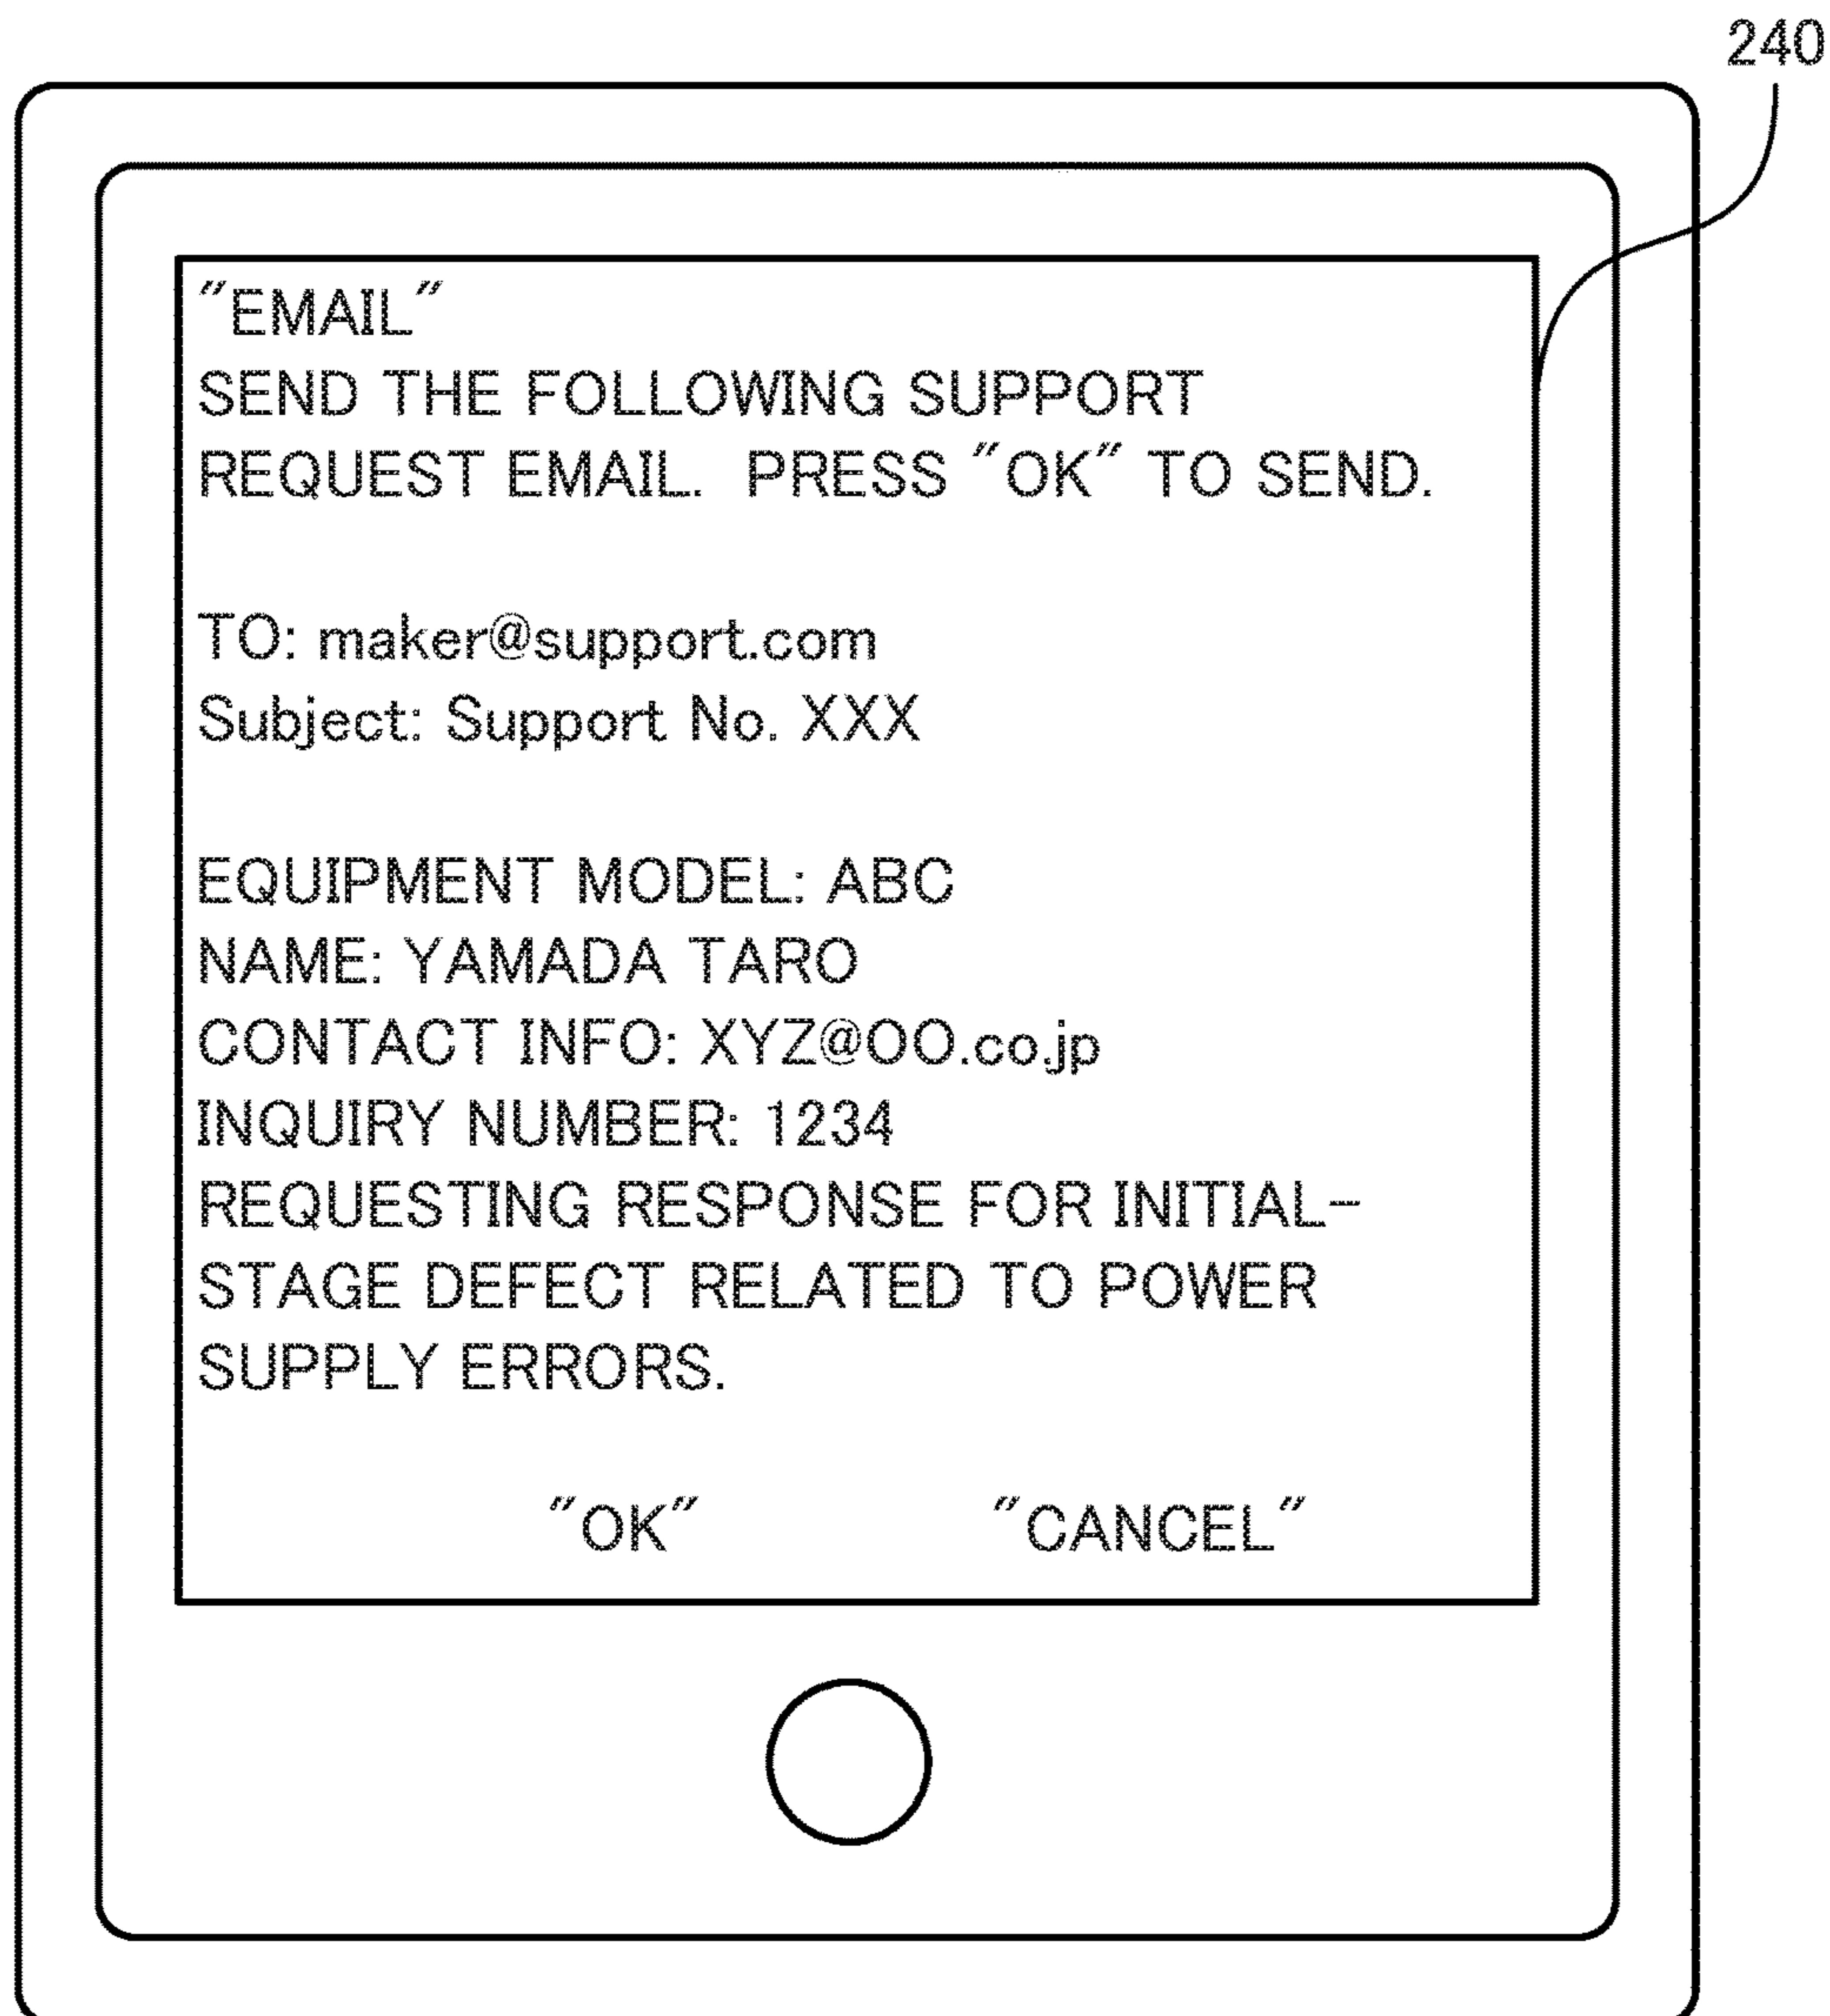 240
"EMAIL"
SEND THE FOLLOWING SUPPORT
REQUEST EMAIL. PRESS "OK" TO SEND.
TO: maker@support.com
Subject: Support No. XXX
EQUIPMENT MODEL: ABC
NAME: YAMADA TARO
CONTACT INFO: XYZ@OO.co.jp
INQUIRY NUMBER: 1234
REQUESTING RESPONSE FOR INITIAL-
STAGE DEFECT RELATED TO POWER
SUPPLY ERRORS.
"OK" "CANCEL"